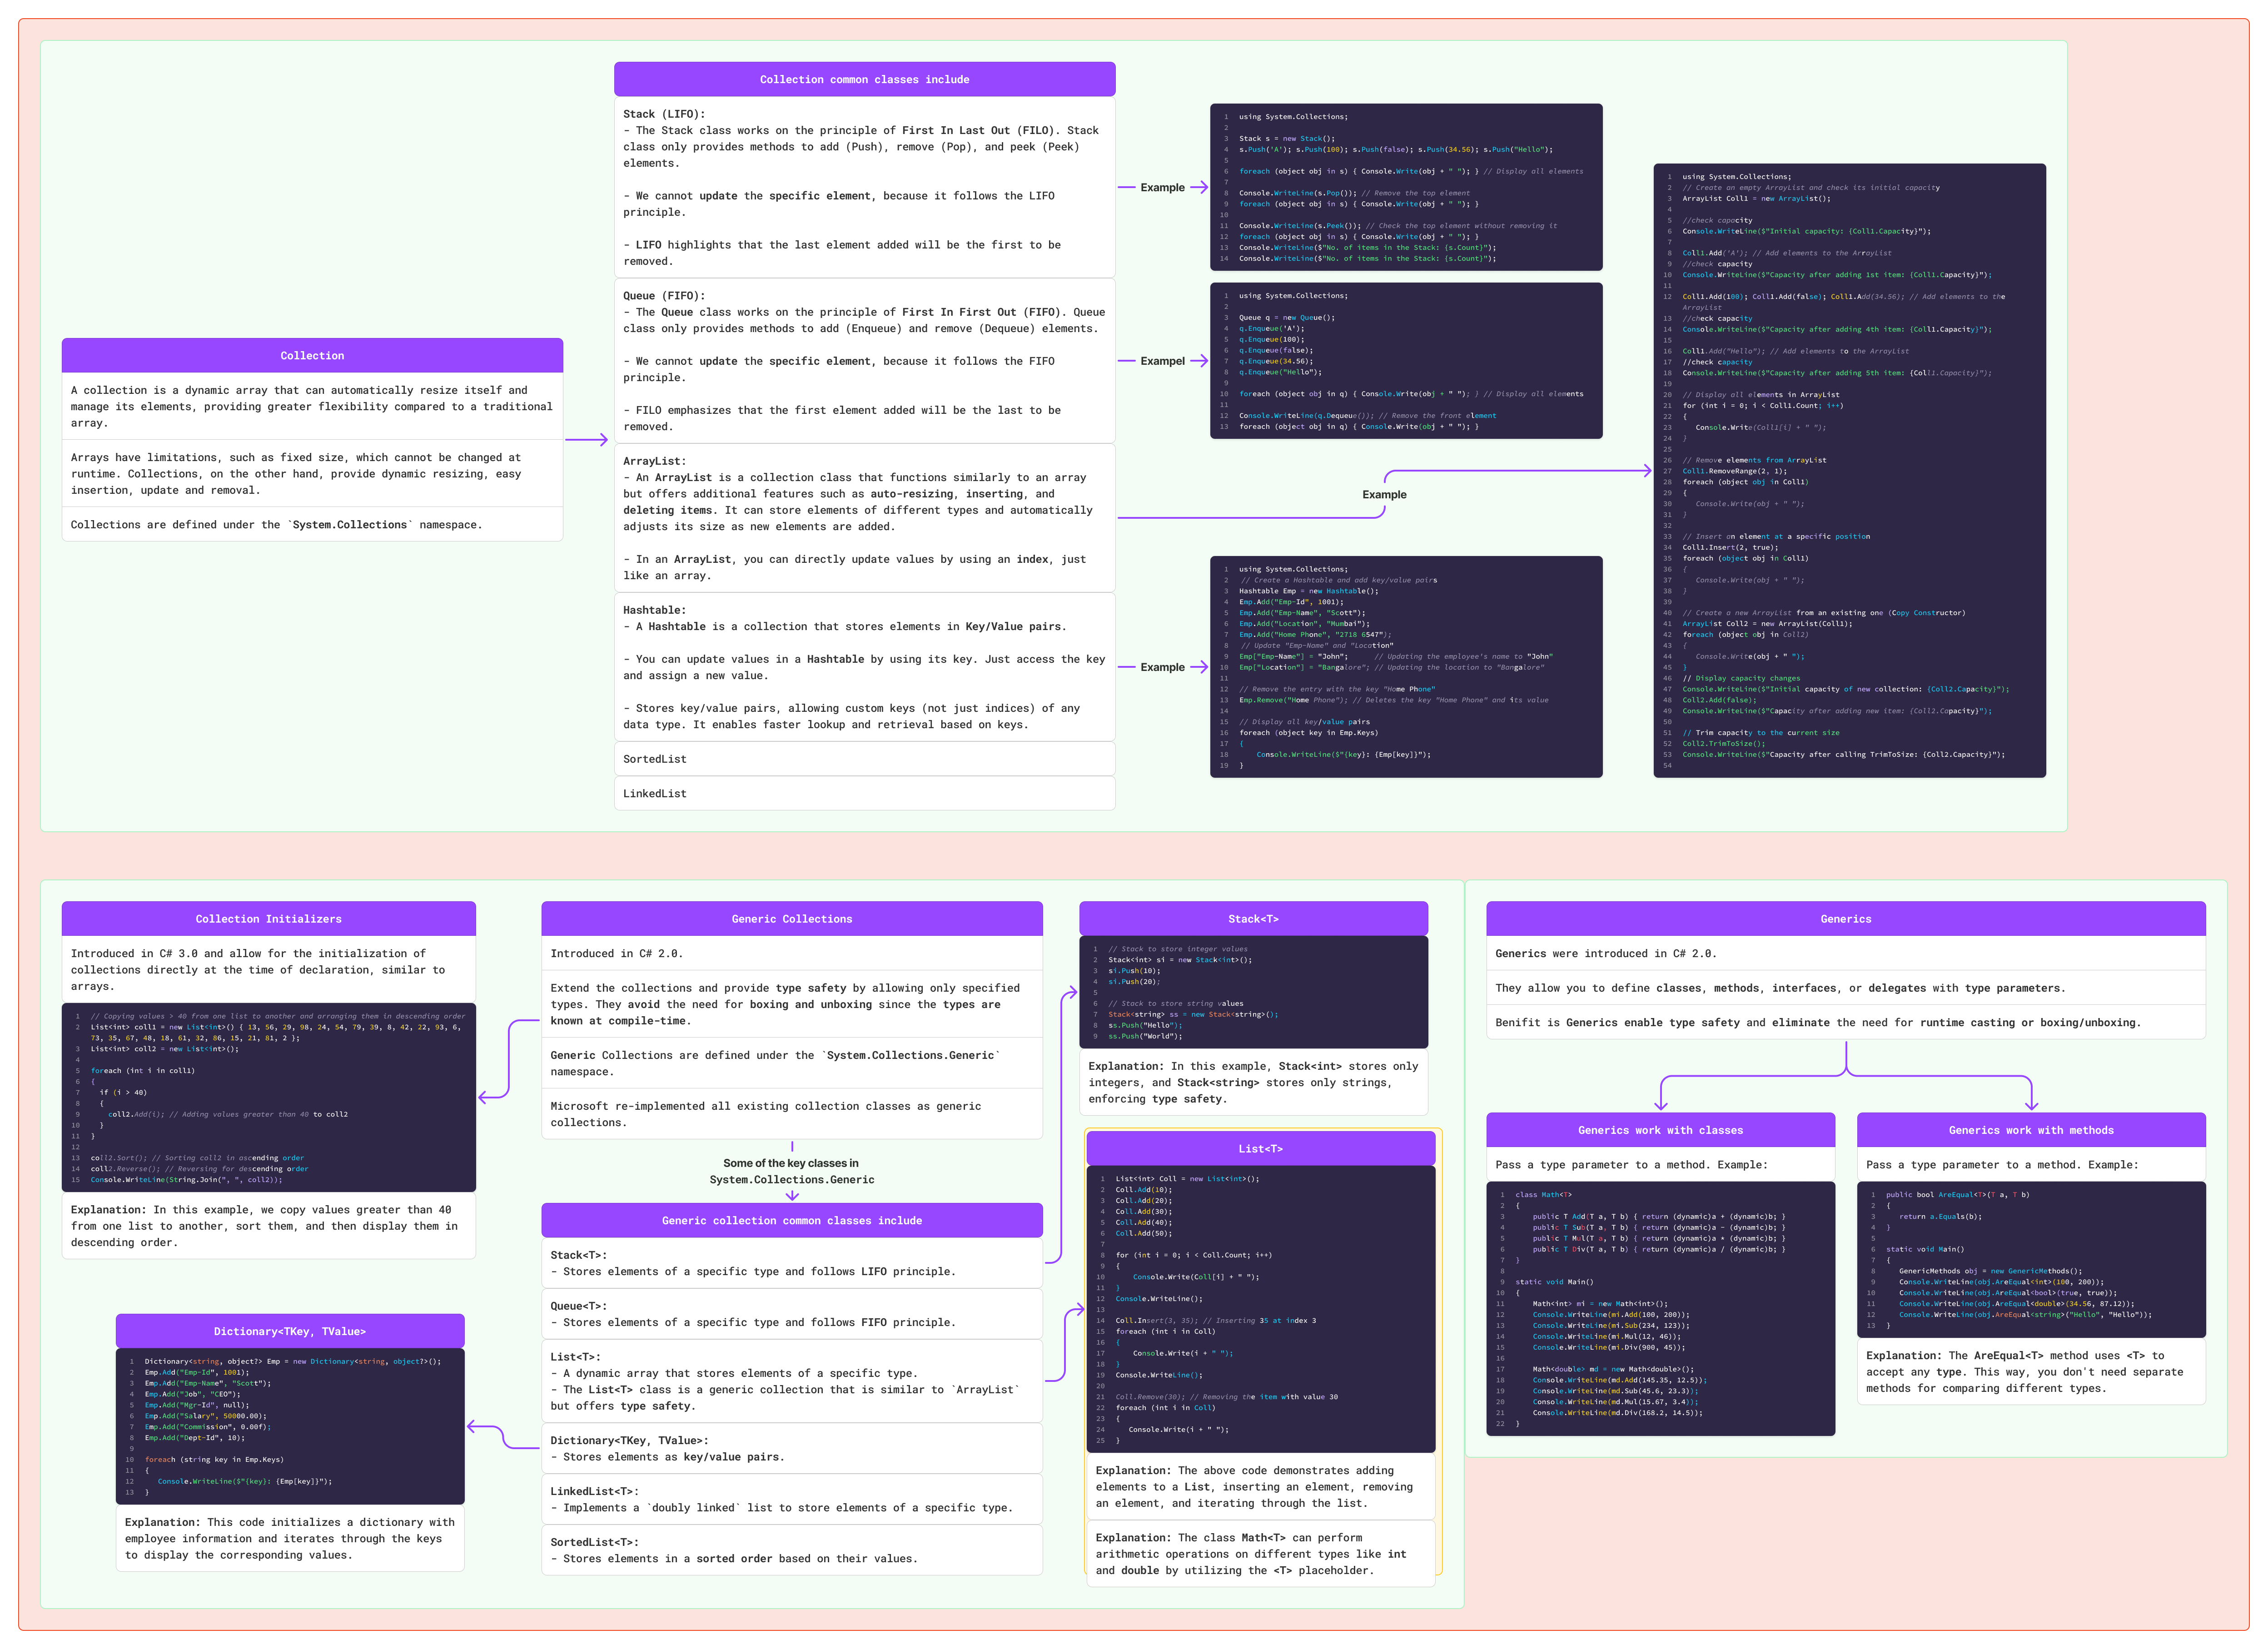 Collection
A collection is a dynamic array that can automatically resize itself and
manage its elements, providing greater flexibility compared to a traditional
array.
Arrays have limitations, such as fixed size, which cannot be changed at
runtime. Collections, on the other hand, provide dynamic resizing, easy
insertion, update and removal.
Collections are defined under the `System.Collections` namespace.
Collection common classes include
Stack (LIFO):
- The Stack class works on the principle of First In Last Out (FILO). Stack
class only provides methods to add (Push), remove (Pop), and peek (Peek)
elements.
- We cannot update the specific element, because it follows the LIFO
principle.
- LIFO highlights that the last element added will be the first to be
removed.
Queue (FIFO):
- The Queue class works on the principle of First In First Out (FIFO). Queue
class only provides methods to add (Enqueue) and remove (Dequeue) elements.
- We cannot update the specific element, because it follows the FIFO
principle.
- FILO emphasizes that the first element added will be the last to be
removed.
ArrayList:
- An ArrayList is a collection class that functions similarly to an array
but offers additional features such as auto-resizing, inserting, and
deleting items. It can store elements of different types and automatically
adjusts its size as new elements are added.
- In an ArrayList, you can directly update values by using an index, just
like an array.
Hashtable:
- A Hashtable is a collection that stores elements in Key/Value pairs.
- You can update values in a Hashtable by using its key. Just access the key
and assign a new value.
- Stores key/value pairs, allowing custom keys (not just indices) of any
data type. It enables faster lookup and retrieval based on keys.
SortedList
LinkedList
Example
1 using System.Collections;
2
3 Stack s = new Stack();
4 s.Push('A'); s.Push(100); s.Push(false); s.Push(34.56); s.Push("Hello");
5
6 foreach (object obj in s) { Console.Write(obj + " "); } // Display all elements
7
8 Console.WriteLine(s.Pop()); // Remove the top element
9 foreach (object obj in s) { Console.Write(obj + " "); }
10
11 Console.WriteLine(s.Peek()); // Check the top element without removing it
12 foreach (object obj in s) { Console.Write(obj + " "); }
13 Console.WriteLine($"No. of items in the Stack: {s.Count}");
14 Console.WriteLine($"No. of items in the Stack: {s.Count}");
Exampel
1 using System.Collections;
2
3 Queue q = new Queue();
4 q.Enqueue('A');
5 q.Enqueue(100);
6 q.Enqueue(false);
7 q.Enqueue(34.56);
8 q.Enqueue("Hello");
9
10 foreach (object obj in q) { Console.Write(obj + " "); } // Display all elements
11
12 Console.WriteLine(q.Dequeue()); // Remove the front element
13 foreach (object obj in q) { Console.Write(obj + " "); }
Example
1 using System.Collections;
2 // Create an empty ArrayList and check its initial capacity
3 ArrayList Coll1 = new ArrayList();
4
5 //check capacity
6 Console.WriteLine($"Initial capacity: {Coll1.Capacity}");
7
8 Coll1.Add('A'); // Add elements to the ArrayList
9 //check capacity
10 Console.WriteLine($"Capacity after adding 1st item: {Coll1.Capacity}");
11
12 Coll1.Add(100); Coll1.Add(false); Coll1.Add(34.56); // Add elements to the
ArrayList
13 //check capacity
14 Console.WriteLine($"Capacity after adding 4th item: {Coll1.Capacity}");
15
16 Coll1.Add("Hello"); // Add elements to the ArrayList
17 //check capacity
18 Console.WriteLine($"Capacity after adding 5th item: {Coll1.Capacity}");
19
20 // Display all elements in ArrayList
21 for (int i = 0; i < Coll1.Count; i++)
22 {
23 Console.Write(Coll1[i] + " ");
24 }
25
26 // Remove elements from ArrayList
27 Coll1.RemoveRange(2, 1);
28 foreach (object obj in Coll1)
29 {
30 Console.Write(obj + " ");
31 }
32
33 // Insert an element at a specific position
34 Coll1.Insert(2, true);
35 foreach (object obj in Coll1)
36 {
37 Console.Write(obj + " ");
38 }
39
40 // Create a new ArrayList from an existing one (Copy Constructor)
41 ArrayList Coll2 = new ArrayList(Coll1);
42 foreach (object obj in Coll2)
43 {
44 Console.Write(obj + " ");
45 }
46 // Display capacity changes
47 Console.WriteLine($"Initial capacity of new collection: {Coll2.Capacity}");
48 Coll2.Add(false);
49 Console.WriteLine($"Capacity after adding new item: {Coll2.Capacity}");
50
51 // Trim capacity to the current size
52 Coll2.TrimToSize();
53 Console.WriteLine($"Capacity after calling TrimToSize: {Coll2.Capacity}");
54
Example
1 using System.Collections;
2 // Create a Hashtable and add key/value pairs
3 Hashtable Emp = new Hashtable();
4 Emp.Add("Emp-Id", 1001);
5 Emp.Add("Emp-Name", "Scott");
6 Emp.Add("Location", "Mumbai");
7 Emp.Add("Home Phone", "2718 6547");
8 // Update "Emp-Name" and "Location"
9 Emp["Emp-Name"] = "John"; // Updating the employee's name to "John"
10 Emp["Location"] = "Bangalore"; // Updating the location to "Bangalore"
11
12 // Remove the entry with the key "Home Phone"
13 Emp.Remove("Home Phone"); // Deletes the key "Home Phone" and its value
14
15 // Display all key/value pairs
16 foreach (object key in Emp.Keys)
17 {
18 Console.WriteLine($"{key}: {Emp[key]}");
19 }
Collection Initializers
Introduced in C# 3.0 and allow for the initialization of
collections directly at the time of declaration, similar to
arrays.
1 // Copying values > 40 from one list to another and arranging them in descending order
2 List<int> coll1 = new List<int>() { 13, 56, 29, 98, 24, 54, 79, 39, 8, 42, 22, 93, 6,
73, 35, 67, 48, 18, 61, 32, 86, 15, 21, 81, 2 };
3 List<int> coll2 = new List<int>();
4
5 foreach (int i in coll1)
6 {
7 if (i > 40)
8 {
9 coll2.Add(i); // Adding values greater than 40 to coll2
10 }
11 }
12
13 coll2.Sort(); // Sorting coll2 in ascending order
14 coll2.Reverse(); // Reversing for descending order
15 Console.WriteLine(String.Join(", ", coll2));
Explanation: In this example, we copy values greater than 40
from one list to another, sort them, and then display them in
descending order.
Dictionary<TKey, TValue>
1 Dictionary<string, object?> Emp = new Dictionary<string, object?>();
2 Emp.Add("Emp-Id", 1001);
3 Emp.Add("Emp-Name", "Scott");
4 Emp.Add("Job", "CEO");
5 Emp.Add("Mgr-Id", null);
6 Emp.Add("Salary", 50000.00);
7 Emp.Add("Commission", 0.00f);
8 Emp.Add("Dept-Id", 10);
9
10 foreach (string key in Emp.Keys)
11 {
12 Console.WriteLine($"{key}: {Emp[key]}");
13 }
Explanation: This code initializes a dictionary with
employee information and iterates through the keys
to display the corresponding values.
Generic Collections
Introduced in C# 2.0.
Extend the collections and provide type safety by allowing only specified
types. They avoid the need for boxing and unboxing since the types are
known at compile-time.
Generic Collections are defined under the `System.Collections.Generic`
namespace.
Microsoft re-implemented all existing collection classes as generic
collections.
Some of the key classes in
System.Collections.Generic
Generic collection common classes include
Stack<T>:
- Stores elements of a specific type and follows LIFO principle.
Queue<T>:
- Stores elements of a specific type and follows FIFO principle.
List<T>:
- A dynamic array that stores elements of a specific type.
- The List<T> class is a generic collection that is similar to `ArrayList`
but offers type safety.
Dictionary<TKey, TValue>:
- Stores elements as key/value pairs.
LinkedList<T>:
- Implements a `doubly linked` list to store elements of a specific type.
SortedList<T>:
- Stores elements in a sorted order based on their values.
Stack<T>
1 // Stack to store integer values
2 Stack<int> si = new Stack<int>();
3 si.Push(10);
4 si.Push(20);
5
6 // Stack to store string values
7 Stack<string> ss = new Stack<string>();
8 ss.Push("Hello");
9 ss.Push("World");
Explanation: In this example, Stack<int> stores only
integers, and Stack<string> stores only strings,
enforcing type safety.
List<T>
1 List<int> Coll = new List<int>();
2 Coll.Add(10);
3 Coll.Add(20);
4 Coll.Add(30);
5 Coll.Add(40);
6 Coll.Add(50);
7
8 for (int i = 0; i < Coll.Count; i++)
9 {
10 Console.Write(Coll[i] + " ");
11 }
12 Console.WriteLine();
13
14 Coll.Insert(3, 35); // Inserting 35 at index 3
15 foreach (int i in Coll)
16 {
17 Console.Write(i + " ");
18 }
19 Console.WriteLine();
20
21 Coll.Remove(30); // Removing the item with value 30
22 foreach (int i in Coll)
23 {
24 Console.Write(i + " ");
25 }
Explanation: The above code demonstrates adding
elements to a List, inserting an element, removing
an element, and iterating through the list.
Explanation: The class Math<T> can perform
arithmetic operations on different types like int
and double by utilizing the <T> placeholder.
Generics
Generics were introduced in C# 2.0.
They allow you to define classes, methods, interfaces, or delegates with type parameters.
Benifit is Generics enable type safety and eliminate the need for runtime casting or boxing/unboxing.
Generics work with classes
Pass a type parameter to a method. Example:
1 class Math<T>
2 {
3 public T Add(T a, T b) { return (dynamic)a + (dynamic)b; }
4 public T Sub(T a, T b) { return (dynamic)a - (dynamic)b; }
5 public T Mul(T a, T b) { return (dynamic)a * (dynamic)b; }
6 public T Div(T a, T b) { return (dynamic)a / (dynamic)b; }
7 }
8
9 static void Main()
10 {
11 Math<int> mi = new Math<int>();
12 Console.WriteLine(mi.Add(100, 200));
13 Console.WriteLine(mi.Sub(234, 123));
14 Console.WriteLine(mi.Mul(12, 46));
15 Console.WriteLine(mi.Div(900, 45));
16
17 Math<double> md = new Math<double>();
18 Console.WriteLine(md.Add(145.35, 12.5));
19 Console.WriteLine(md.Sub(45.6, 23.3));
20 Console.WriteLine(md.Mul(15.67, 3.4));
21 Console.WriteLine(md.Div(168.2, 14.5));
22 }
Generics work with methods
Pass a type parameter to a method. Example:
1 public bool AreEqual<T>(T a, T b)
2 {
3 return a.Equals(b);
4 }
5
6 static void Main()
7 {
8 GenericMethods obj = new GenericMethods();
9 Console.WriteLine(obj.AreEqual<int>(100, 200));
10 Console.WriteLine(obj.AreEqual<bool>(true, true));
11 Console.WriteLine(obj.AreEqual<double>(34.56, 87.12));
12 Console.WriteLine(obj.AreEqual<string>("Hello", "Hello"));
13 }
Explanation: The AreEqual<T> method uses <T> to
accept any type. This way, you don't need separate
methods for comparing different types.